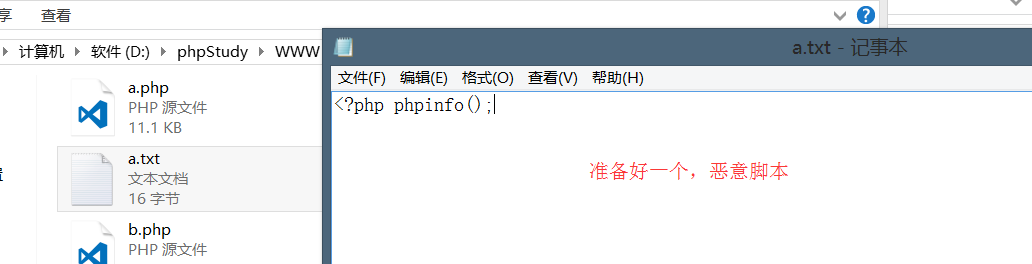 享 查看
计算机 软件 (D:) phpStudy WWW
a.php
PHP 源文件
11.1 KB
a.txt
文本文档
16 字节
b.php
PHP 源文件
置
a.txt - 记事本
文件(F) 编辑(E) 格式(O) 查看(V) 帮助(H)
<?php phpinfo();
准备好一个，恶意脚本